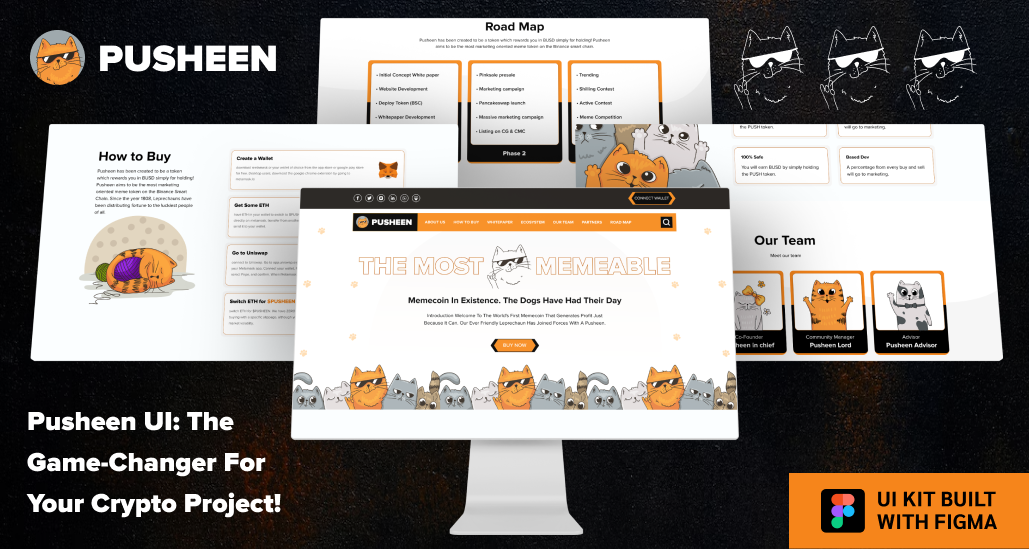 PUSHEEN
Road Map
Pusheen has been created to be a token which rewards you in BUSD simply for holding! Pusheen
aims to be the most marketing oriented meme token on the Binance smart chain.
• Initial Concept White paper
• Website Development
• Deploy Token (BSC)
• Whitepaper Development
• Pinksale presale
• Marketing campaign
• Pancakeswap launch
• Massive marketing campaign
• Listing on CG & CMC
Phase 2
• Trending
• Shilling Contest
• Active Contest
• Meme Competition
How to Buy
Pusheen has been created to be a token
which rewards you in BUSD simply for holding!
Pusheen aims to be the most marketing
oriented meme token on the Binance Smart
Chain. Since the year 1608, Leprechauns have
been distributing fortune to the luckiest people
of all
Create a Wallet
Get Some ETH
Go to Uniswap
Switch ETH for $PUSHEEN
the PUSH token.
will go to marketing.
100% Safe
You will earn BUSD by simply holding
the PUSH token.
Based Dev
A percentage from every buy and sell
will go to marketing.
Our Team
Meet our team
Co-Founder
heen in chief
Community Manager
Pusheen Lord
Advisor
Pusheen Advisor
CONNECT WALLET
PUSHEEN
ABOUT US
HOW TO BUY
WHITEPAPER
ECOSYSTEM
OUR TEAM
PARTNERS
ROAD MAP
THE MOST MEMEABLE
Memecoin In Existence. The Dogs Have Had Their Day
Introduction Welcome To The World's First Memecoin That Generates Profit Just
Because It Can. Our Ever Friendly Leprechaun Has Joined Forces With A Pusheen.
BUY NOW
Pusheen UI: The
Game-Changer For
Your Crypto Project!
UI KIT BUILT
WITH FIGMA